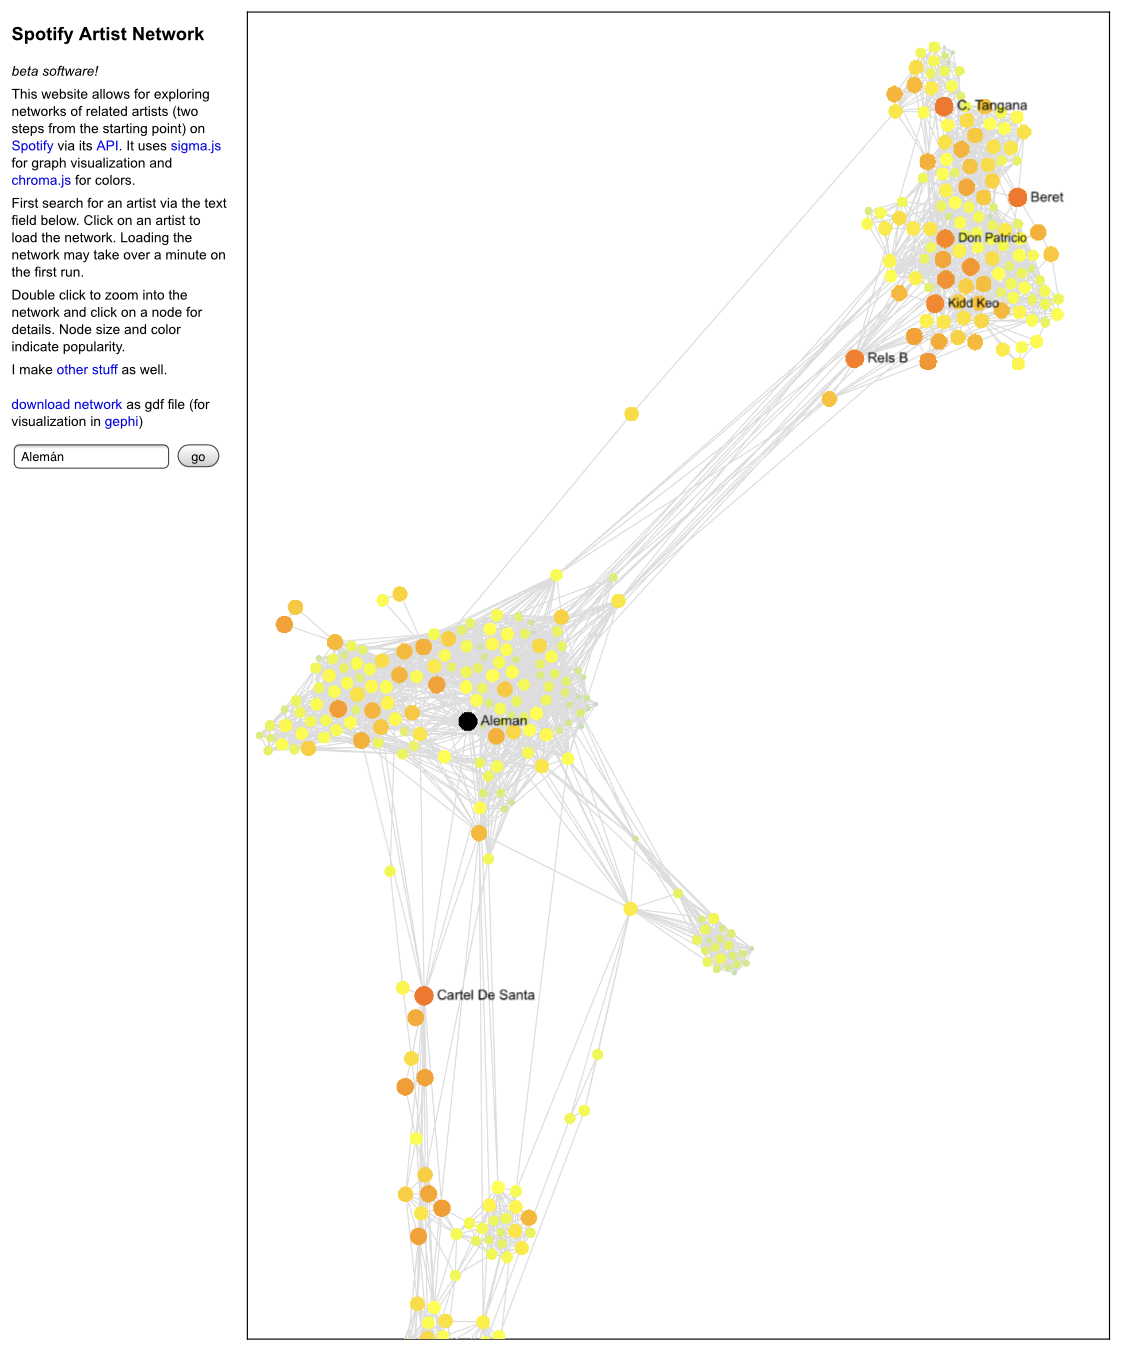 Spotify Artist Network
beta software!
This website allows for exploring
networks of related artists (two
steps from the starting point) on
Spotify via its API. It uses sigma.js
for graph visualization and
chroma.js for colors.
First search for an artist via the text
field below. Click on an artist to
load the network. Loading the
network may take over a minute on
the first run.
Double click to zoom into the
network and click on a node for
details. Node size and color
indicate popularity.
I make other stuff as well.
download network as gdf file (for
visualization in gephi)
Alemán
go
C. Tangana
Beret
Don Patricio
Kidd Keo
Rels B
Aleman
Cartel De Santa